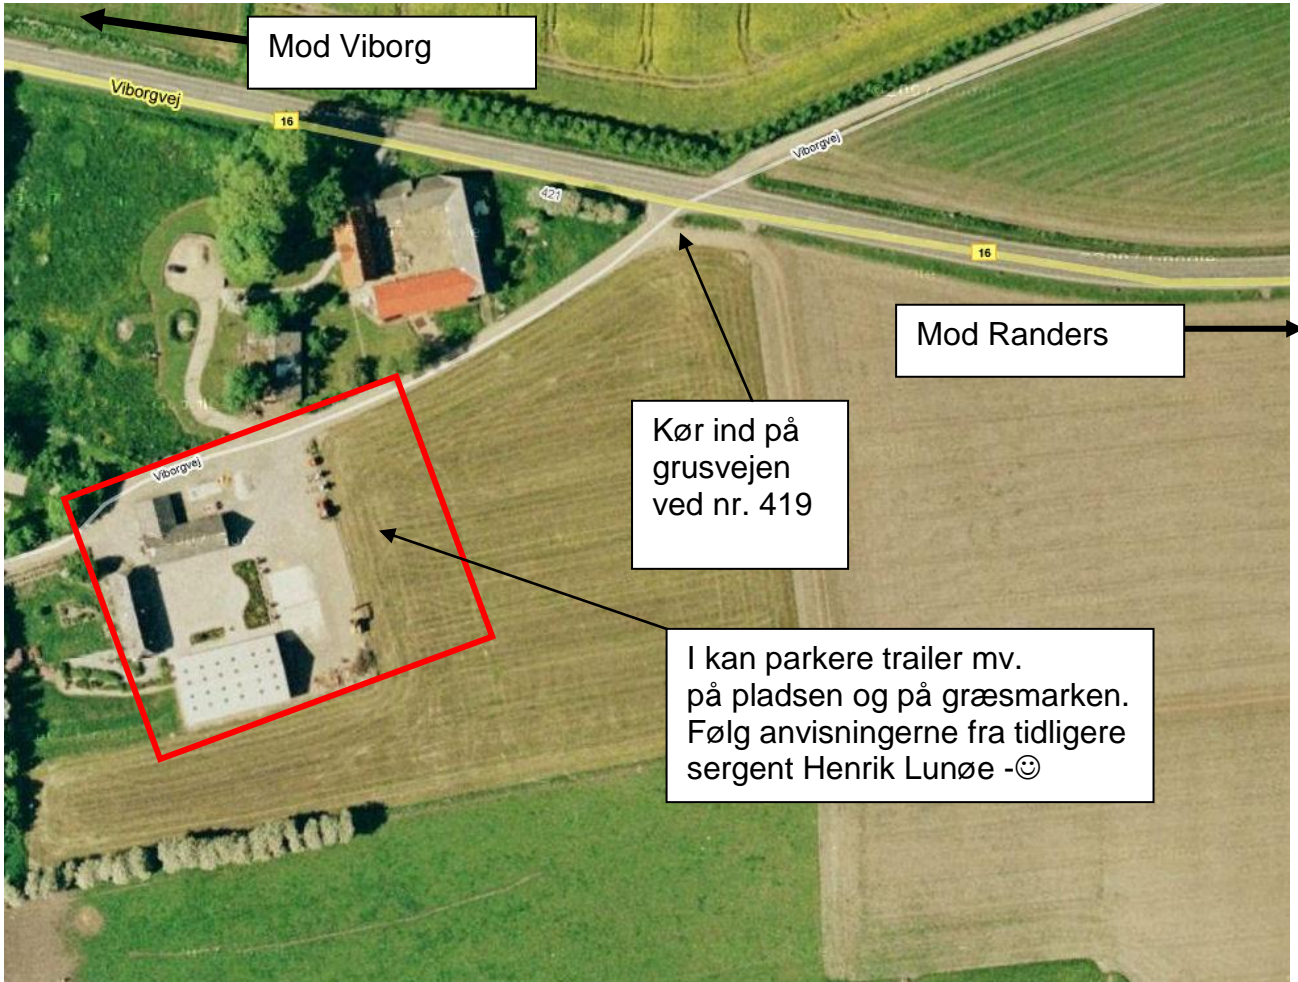 Mod Viborg
Viborgvej
16
Viborgvej
421
16
Mod Randers
Kør ind på
grusvejen
ved nr. 419
Viborgvej
I kan parkere trailer mv.
på pladsen og på græsmarken.
Følg anvisningerne fra tidligere
sergent Henrik Lunøe -☺